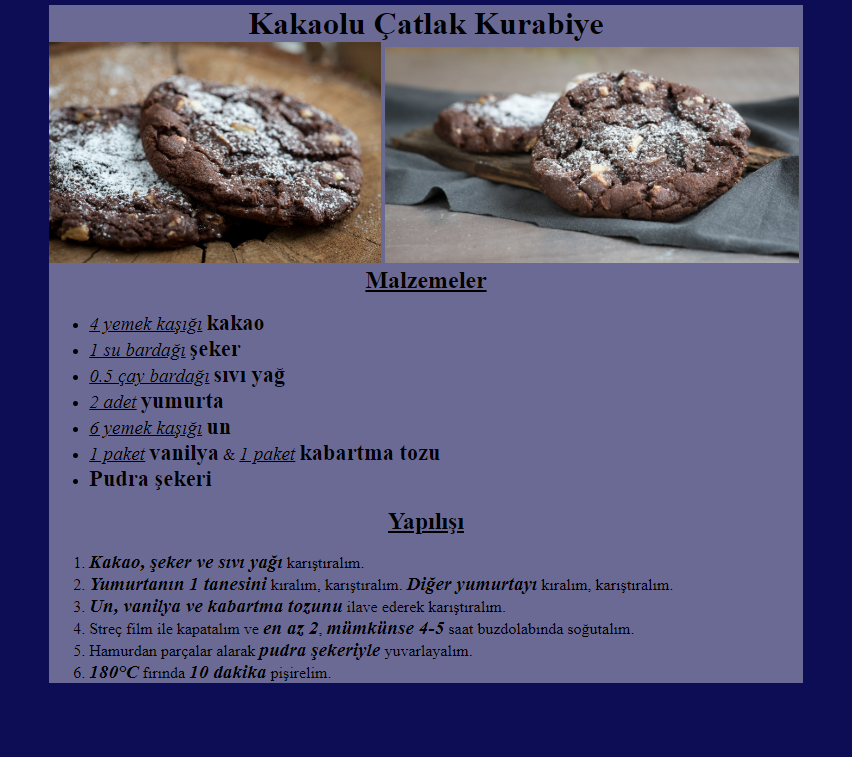 Kakaolu Çatlak Kurabiye
Malzemeler
• 4 yemek kaşığı kakao
• 1 su bardağı şeker
• 0.5 çay bardağı sıvı yağ
• 2 adet yumurta
• 6 yemek kaşığı un
• 1 paket vanilya & 1 paket kabartma tozu
• Pudra şekeri
Yapılışı
1. Kakao, şeker ve sıvı yağı karıştıralım.
2. Yumurtanın 1 tanesini kıralım, karıştıralım. Diğer yumurtayı kıralım, karıştıralım.
3. Un, vanilya ve kabartma tozunu ilave ederek karıştıralım.
4. Streç film ile kapatalım ve en az 2, mümkünse 4-5 saat buzdolabında soğutalım.
5. Hamurdan parçalar alarak pudra şekeriyle yuvarlayalım.
6. 180°C fırında 10 dakika pişirelim.